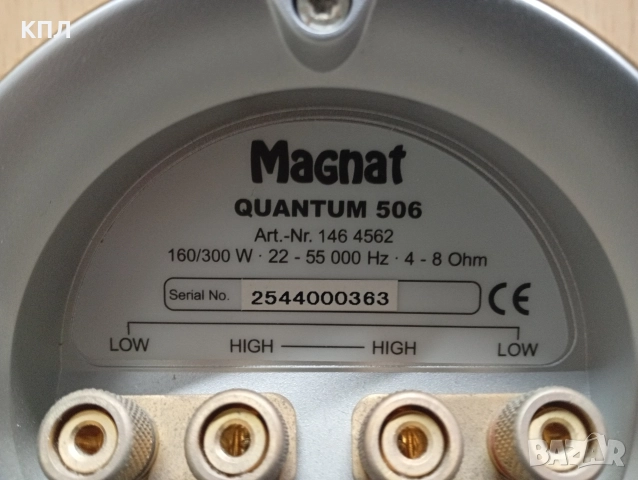 КПЛ
Magnat
QUANTUM 506
Art.-Nr. 146 4562
160/300 W · 22 - 55 000 Hz · 4 - 8 Ohm
Serial No. 2544000363 CE
LOW HIGH HIGH LOW
BAZAR